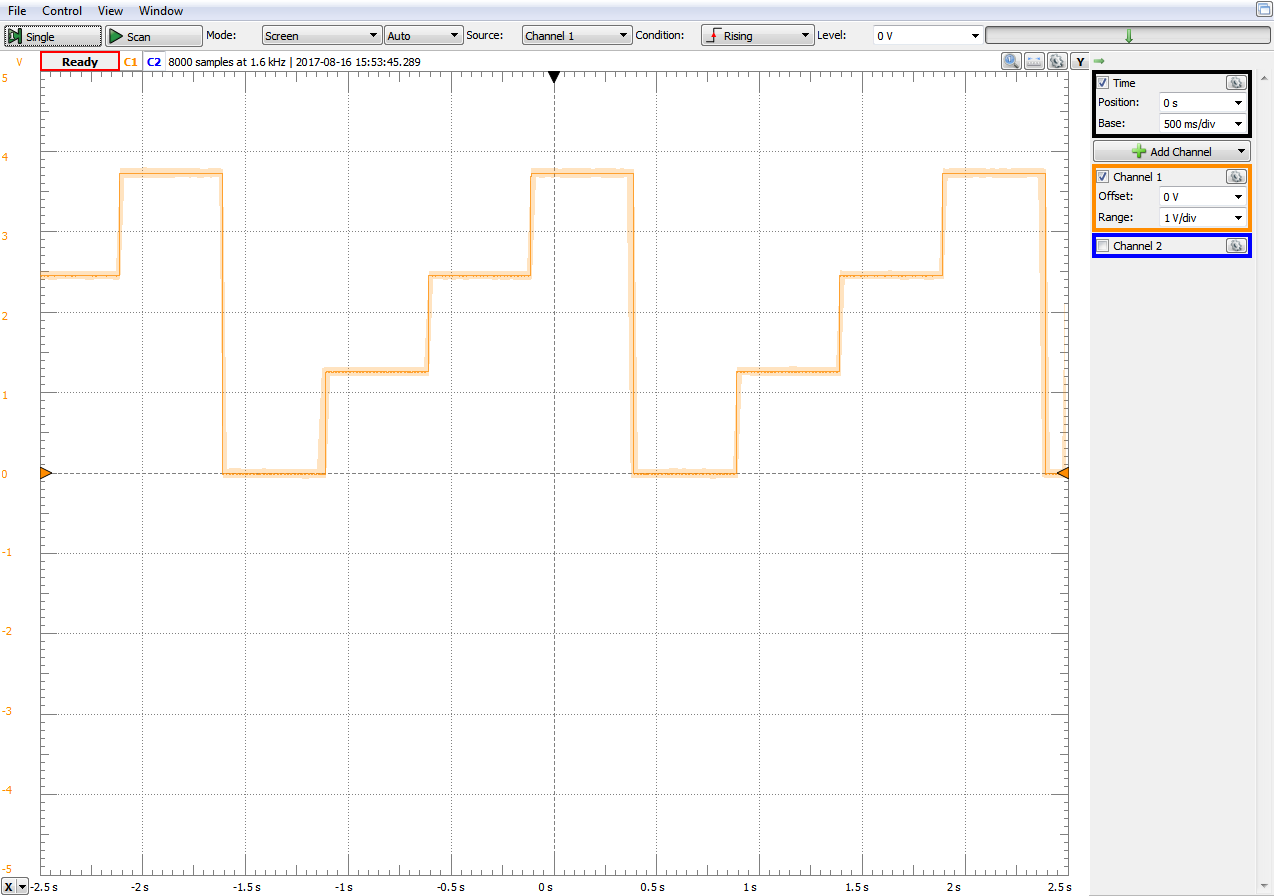 File Control View Window
Single Scan Mode: Screen Auto Source: Channel 1 Condition: Rising Level: 0 V
V Ready C1 C2 8000 samples at 1.6 kHz | 2017-08-16 15:53:45.289 Y
5
4
3
2
1
0
-1
-2
-3
-4
-5
X -2.5 s -2 s -1.5 s -1 s -0.5 s 0 s 0.5 s 1 s 1.5 s 2 s 2.5 s
Time
Position: 0 s
Base: 500 ms/div
Add Channel
Channel 1
Offset: 0 V
Range: 1 V/div
Channel 2